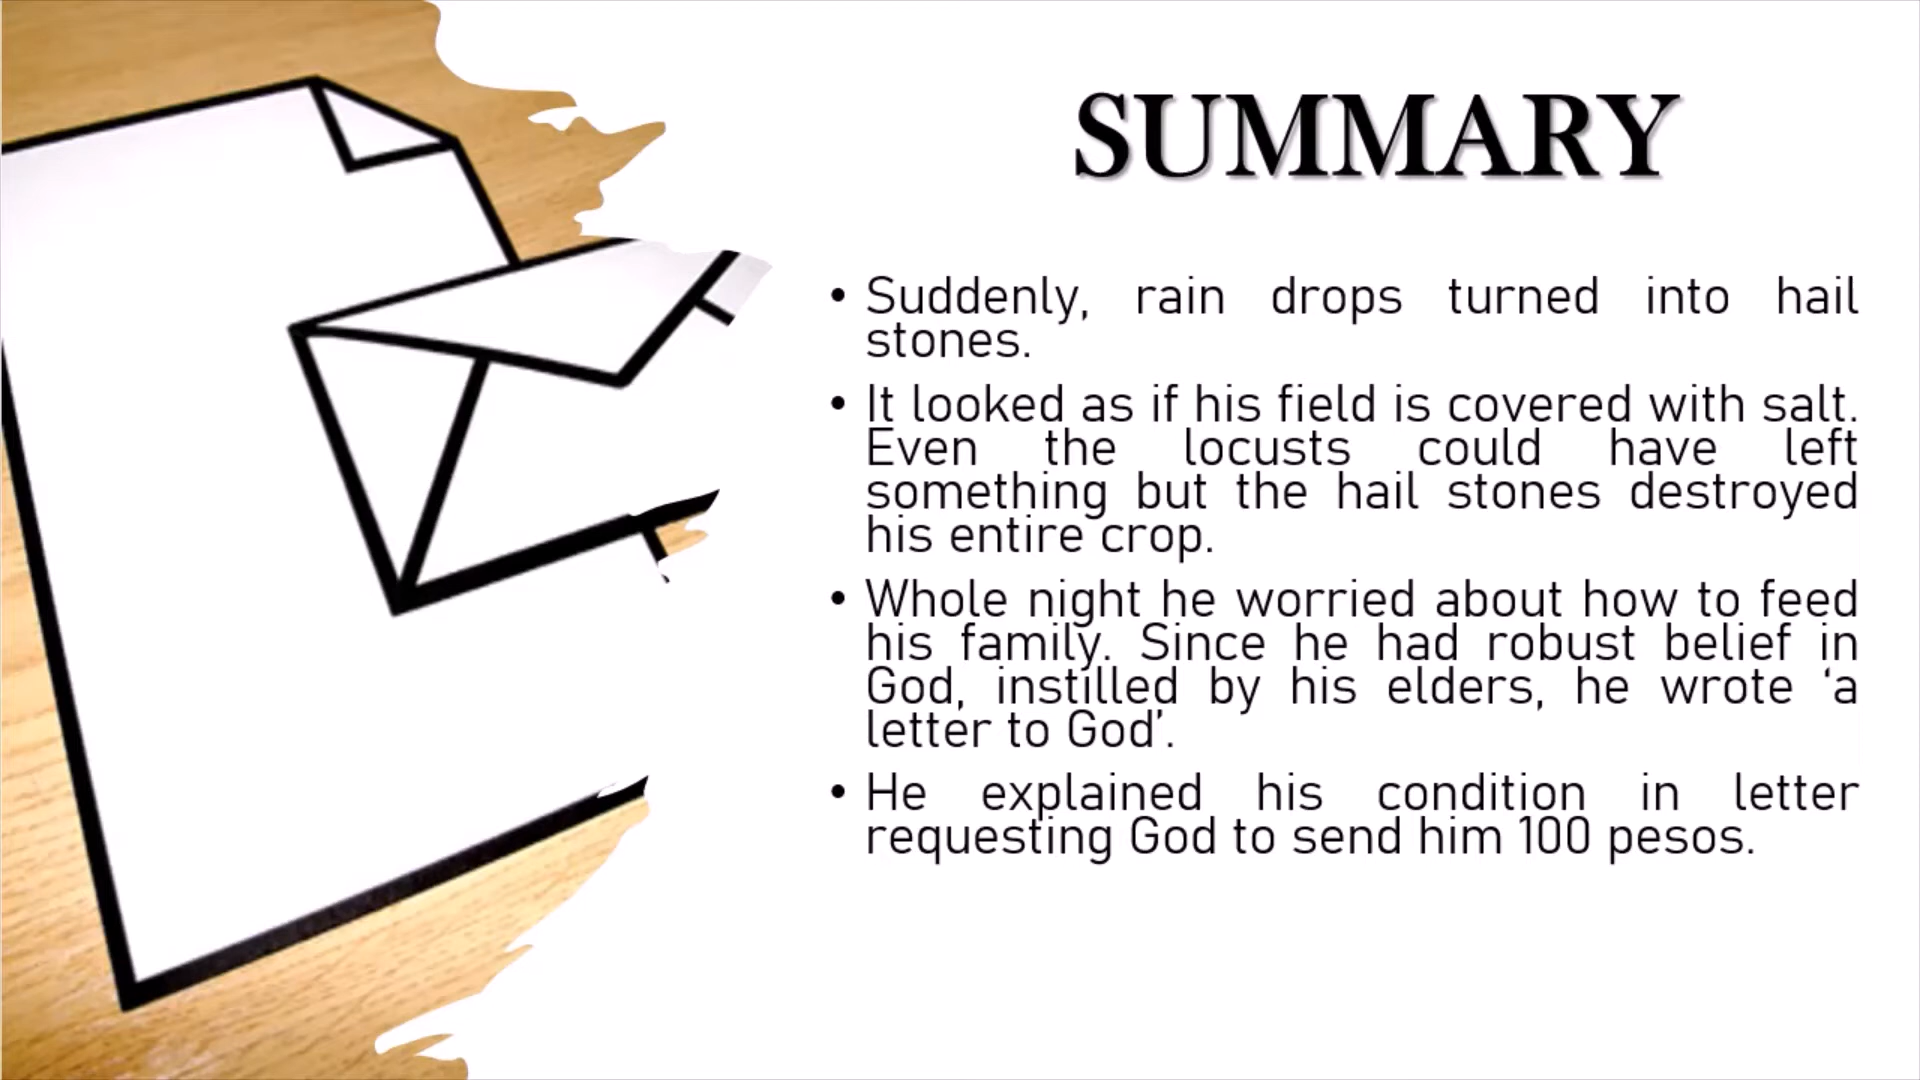 SUMMARY
• Suddenly, rain drops turned into hail
stones.
• It looked as if his field is covered with salt.
Even the locusts could have left
something but the hail stones destroyed
his entire crop.
• Whole night he worried about how to feed
his family. Since he had robust belief in
God, instilled by his elders, he wrote ‘a
letter to God’.
• He explained his condition in letter
requesting God to send him 100 pesos.